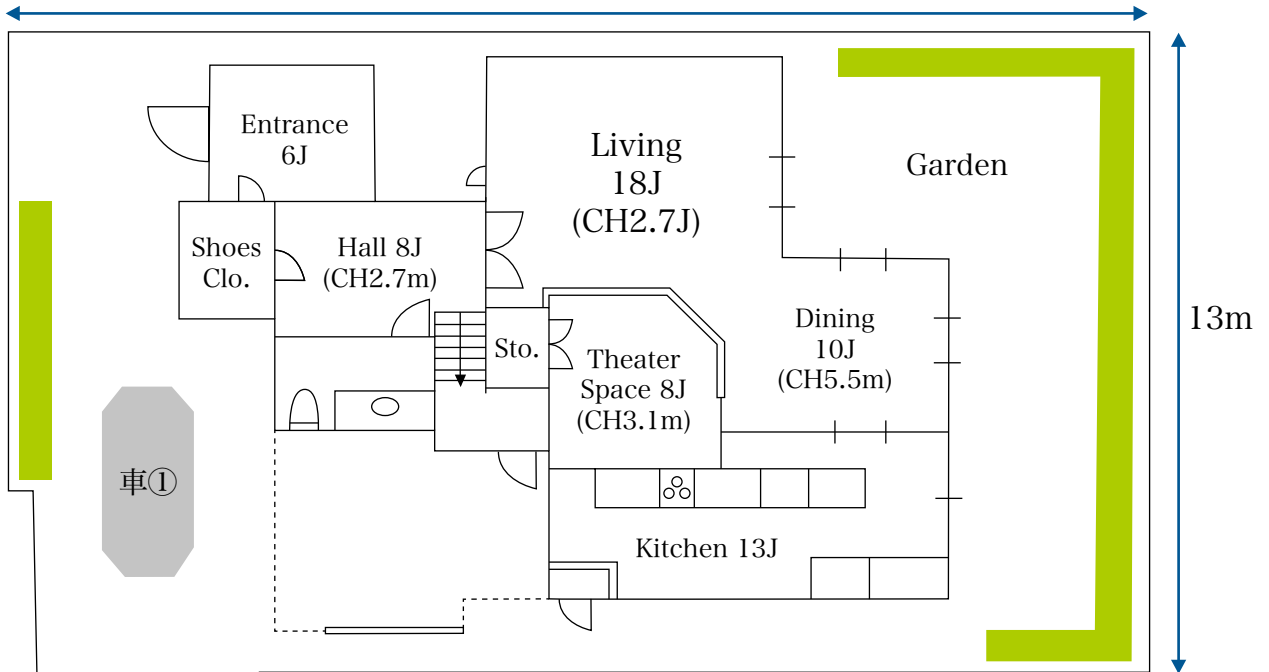 Entrance
6J
Living
18J
(CH2.7J)
Garden
Shoes
Clo.
Hall 8J
(CH2.7m)
13m
Sto.
Theater
Space 8J
(CH3.1m)
Dining
10J
(CH5.5m)
車①
Kitchen 13J